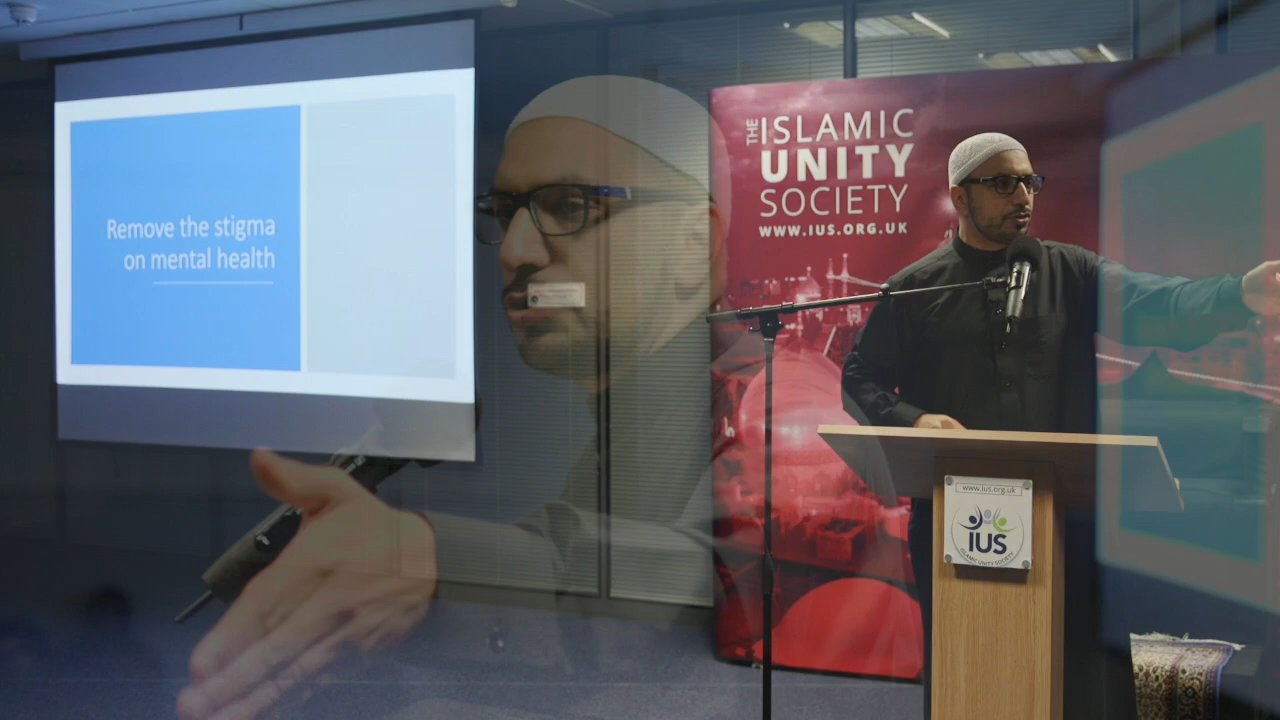 Remove the stigma
on mental health
THE
ISLAMIC
UNITY
SOCIETY
WWW.IUS.ORG.UK
www.ius.org.uk
IUS
ISLAMIC UNITY SOCIETY